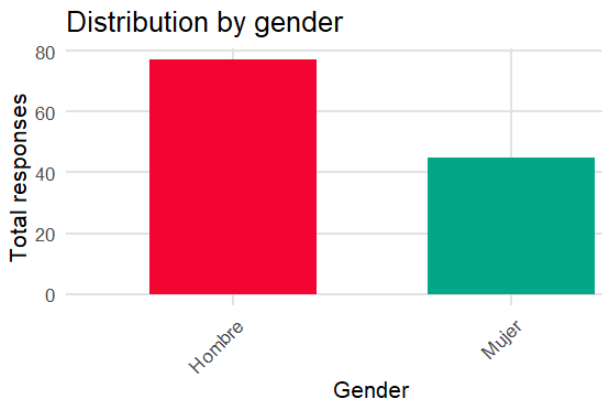 Distribution by gender
80
60
40
20
0
Total responses
Hombre
Mujer
Gender